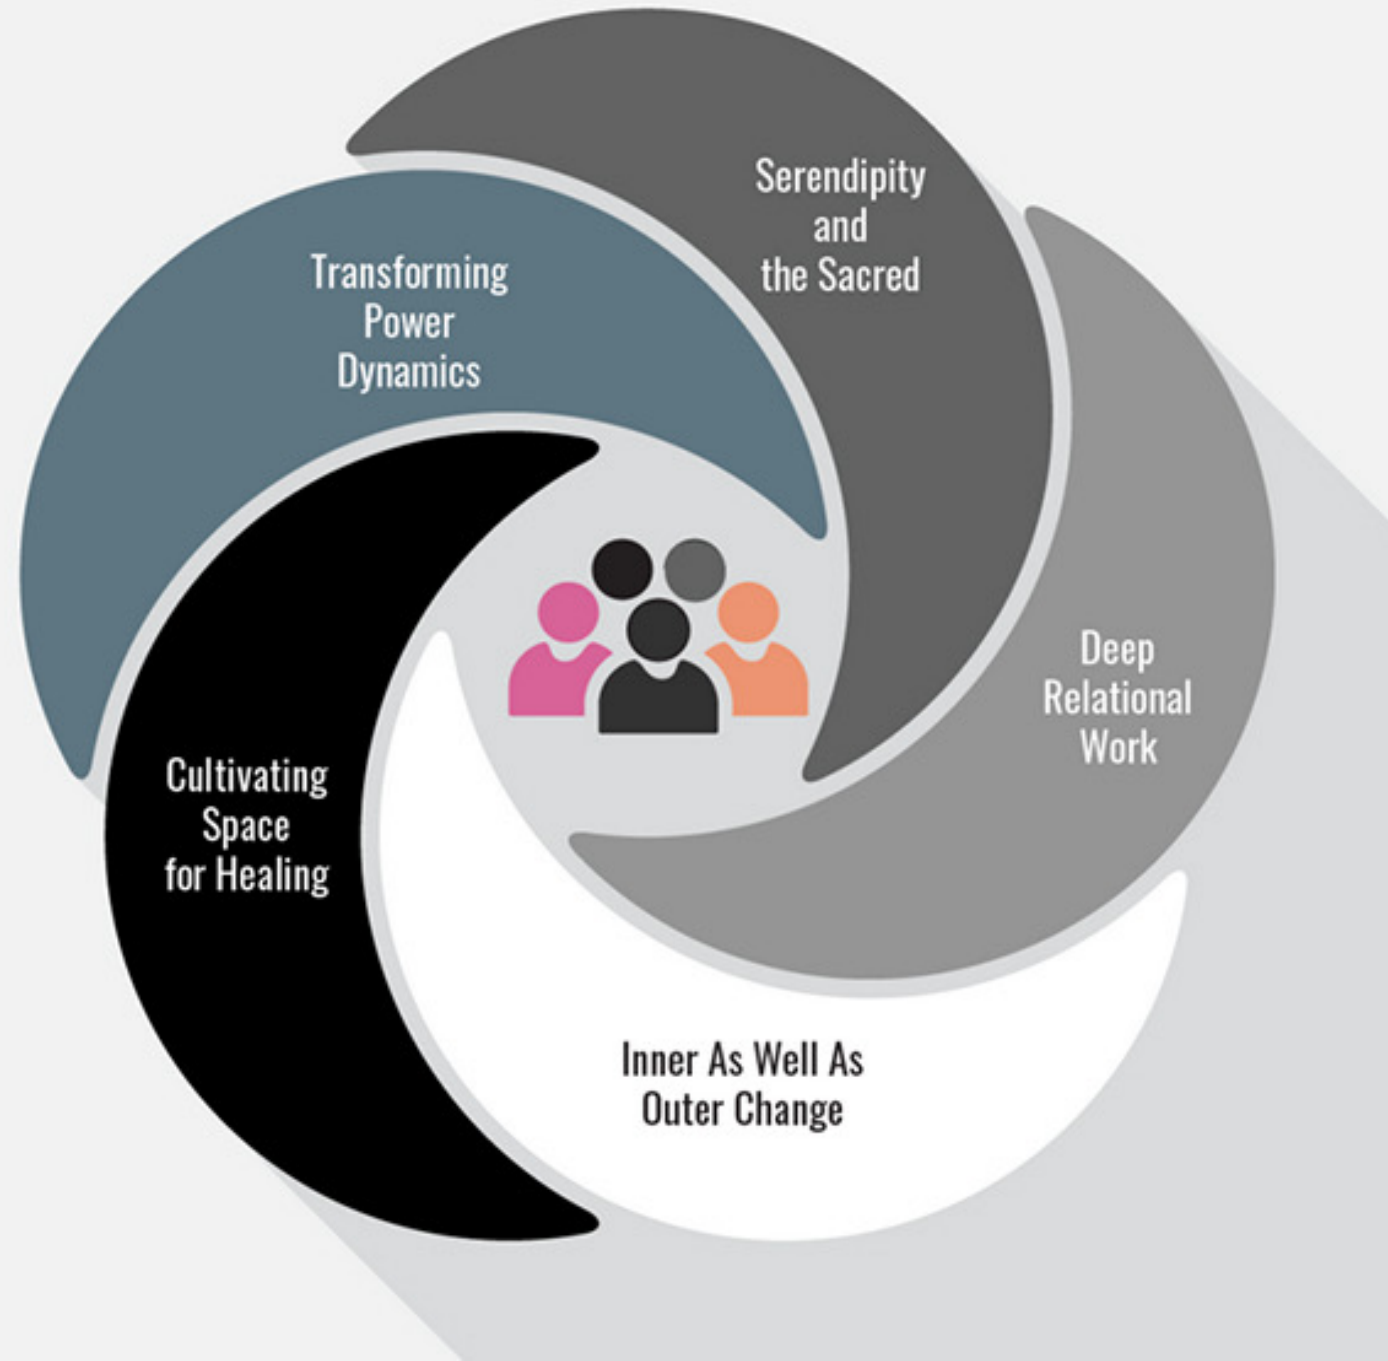 Serendipity
and
the Sacred
Transforming
Power
Dynamics
Deep
Relational
Work
Cultivating
Space
for Healing
Inner As Well As
Outer Change